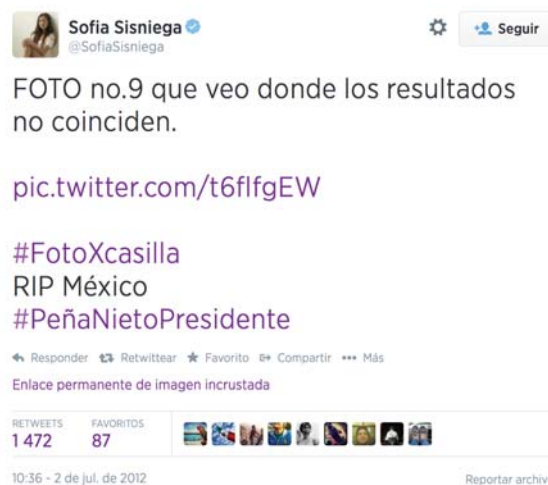 Sofia Sisniega
@SofiaSisniega
Seguir
FOTO no.9 que veo donde los resultados
no coinciden.
pic.twitter.com/t6flfgEW
#FotoXcasilla
RIP México
#PeñaNietoPresidente
Responder Retwittear Favorito Compartir Más
Enlace permanente de imagen incrustada
RETWEETS FAVORITOS
1 472 87
10:36 - 2 de jul. de 2012 Reportar archiv